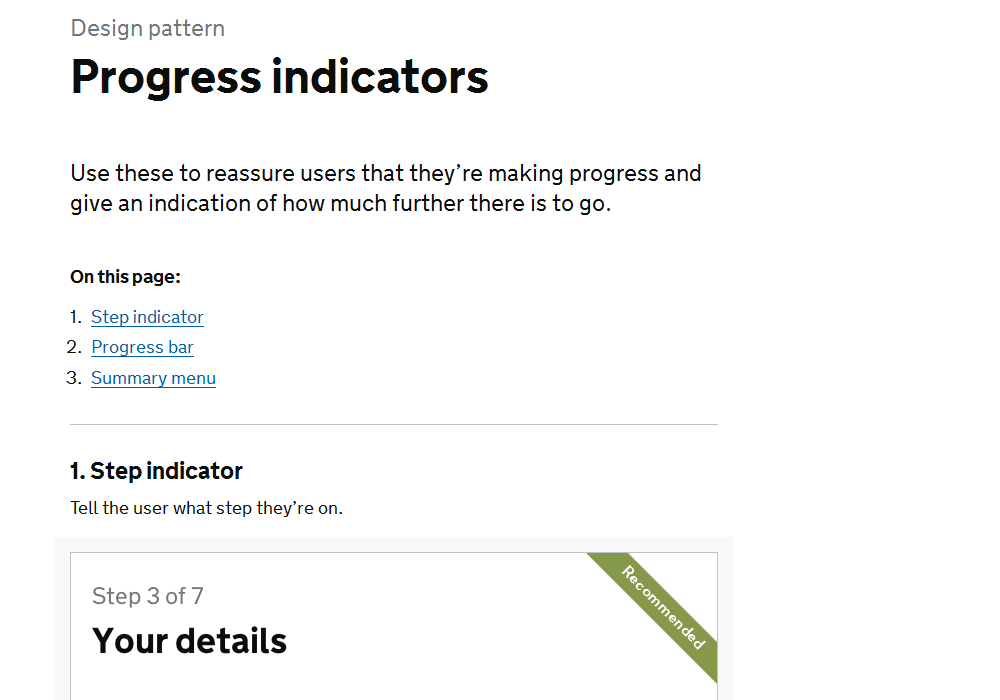 Design pattern
Progress indicators
Use these to reassure users that they’re making progress and
give an indication of how much further there is to go.
On this page:
1. Step indicator
2. Progress bar
3. Summary menu
1. Step indicator
Tell the user what step they’re on.
Recommended
Step 3 of 7
Your details